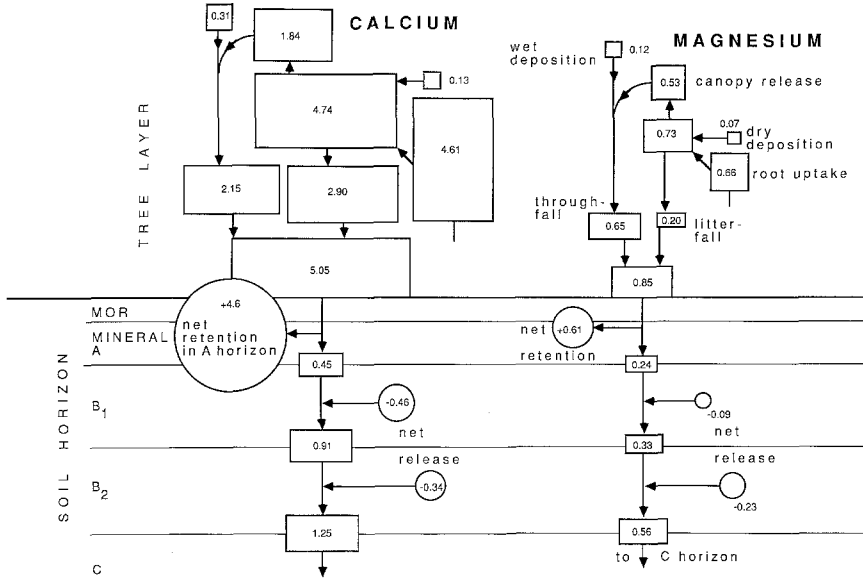 0.31
1.84
CALCIUM
4.74
0.13
4.61
2.15
2.90
5.05
TREE LAYER
MAGNESIUM
wet
deposition
0.12
0.53
canopy release
0.07
0.73
dry
deposition
0.66
root uptake
through-
fall
0.65
0.20
litter-
fall
0.85
MOR
MINERAL
A
+4.6
net
retention
in A horizon
0.45
net
retention
+0.61
0.24
SOIL HORIZON
B1
-0.46
0.91
net
release
-0.09
0.33
net
release
B2
-0.34
1.25
-0.23
0.56
to C horizon
C